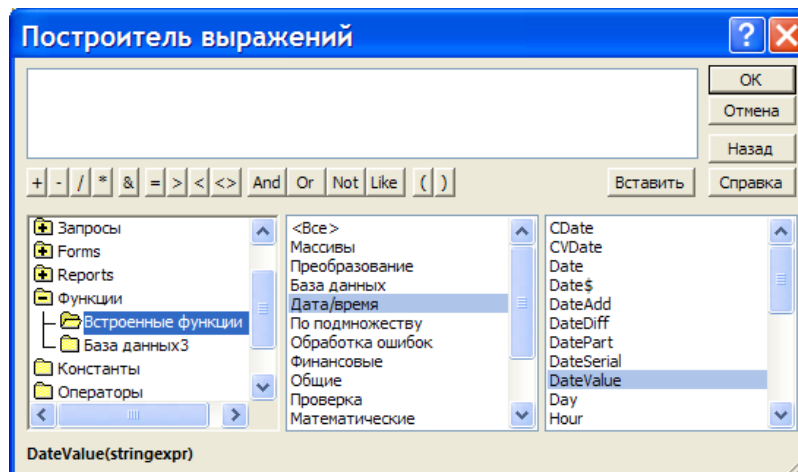 Построитель выражений
OK
Отмена
Назад
+ - / * & = > < <> And Or Not Like ( ) Вставить Справка
Запросы
Forms
Reports
Функции
Встроенные функции
База данных3
Константы
Операторы
<Все>
Массивы
Преобразование
База данных
Дата/время
По подмножеству
Обработка ошибок
Финансовые
Общие
Проверка
Математические
CDate
CVDate
Date
Date$
DateAdd
DateDiff
DatePart
DateSerial
DateValue
Day
Hour
DateValue(stringexpr)